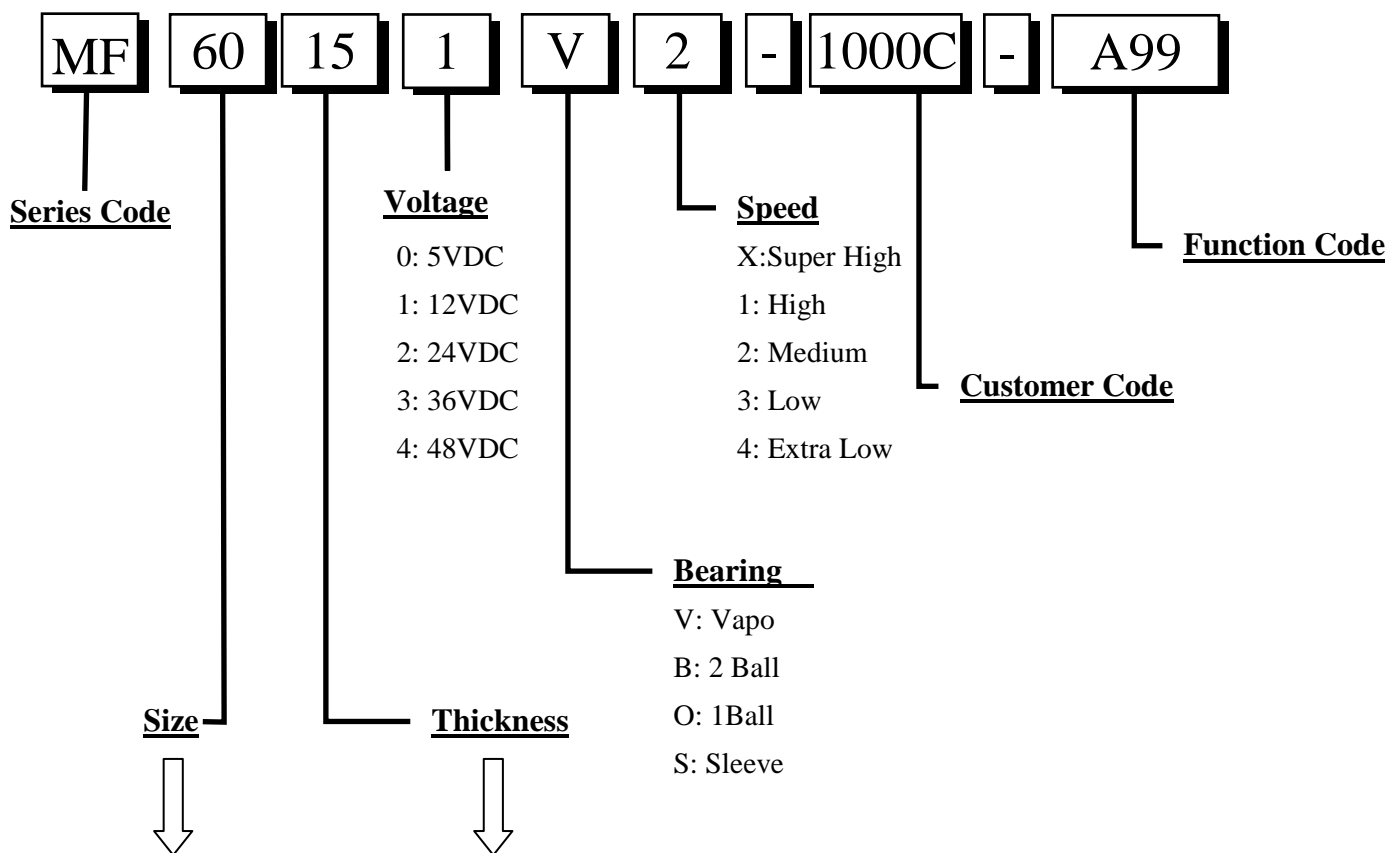 MF 60 15 1 V 2 - 1000C - A99
Series Code
Voltage
0: 5VDC
1: 12VDC
2: 24VDC
3: 36VDC
4: 48VDC
Speed
X:Super High
1: High
2: Medium
3: Low
4: Extra Low
Function Code
Customer Code
Bearing
V: Vapo
B: 2 Ball
O: 1Ball
S: Sleeve
Size
Thickness